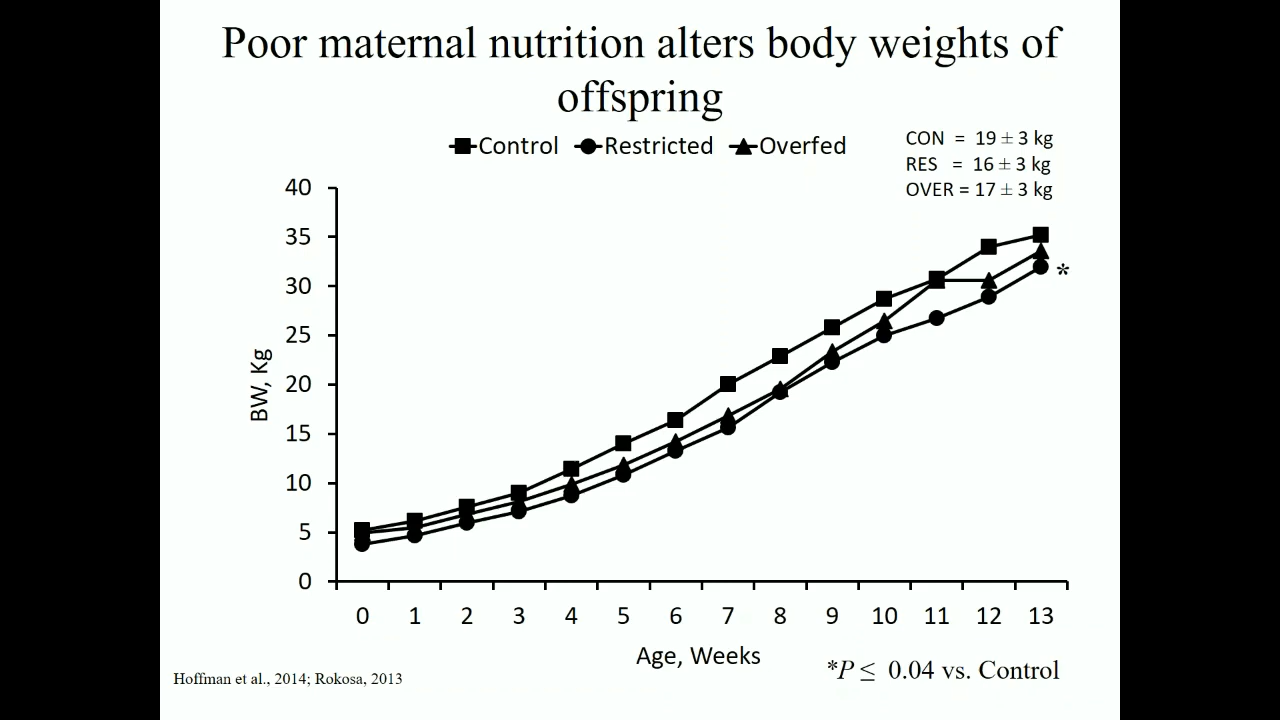 Poor maternal nutrition alters body weights of
offspring
Control Restricted Overfed
CON = 19 ± 3 kg
RES = 16 ± 3 kg
OVER = 17 ± 3 kg
40
35
30
25
20
15
10
5
0
BW, Kg
*
0 1 2 3 4 5 6 7 8 9 10 11 12 13
Age, Weeks
*P ≤ 0.04 vs. Control
Hoffman et al., 2014; Rokosa, 2013